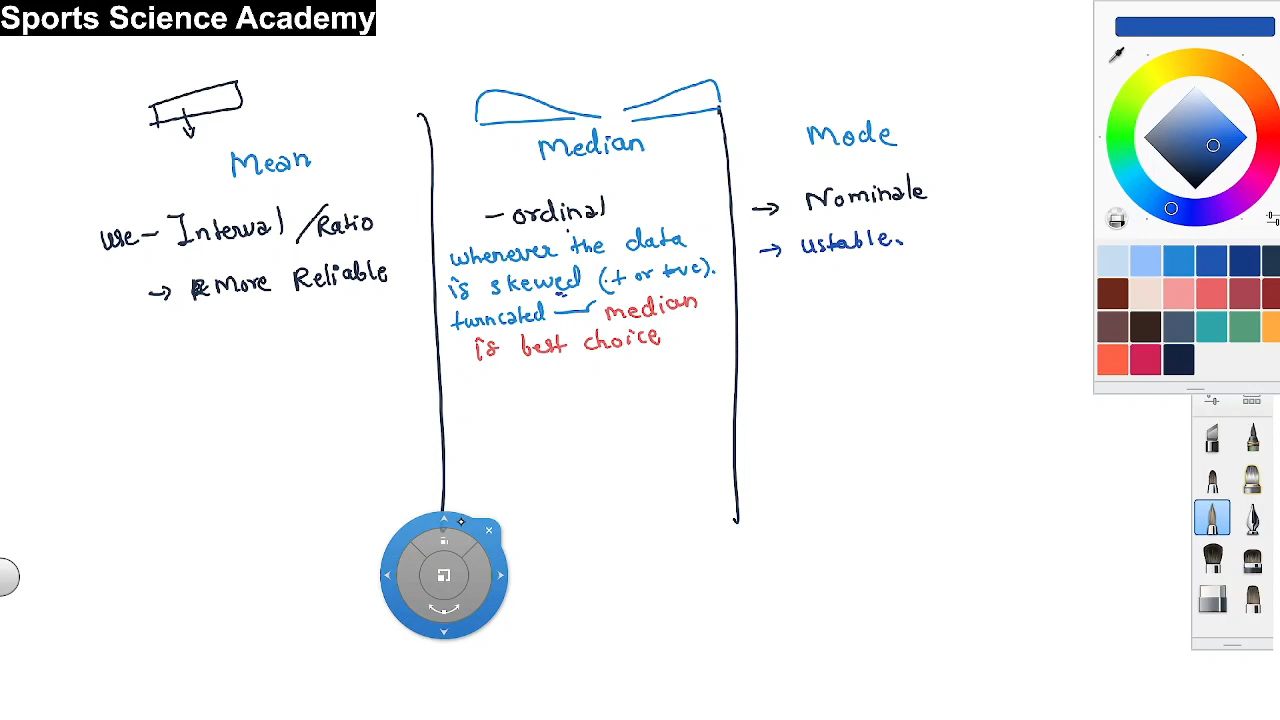 Sports Science Academy
Mean
use - Interval / Ratio
→ More Reliable
Median
- ordinal
whenever the data
is skewed (+ or +ve).
turncated — median
is best choice
Mode
→ Nominale
→ ustable.